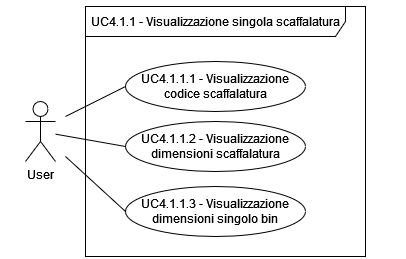 UC4.1.1 - Visualizzazione singola scaffalatura
UC4.1.1.1 - Visualizzazione
codice scaffalatura
UC4.1.1.2 - Visualizzazione
dimensioni scaffalatura
User
UC4.1.1.3 - Visualizzazione
dimensioni singolo bin